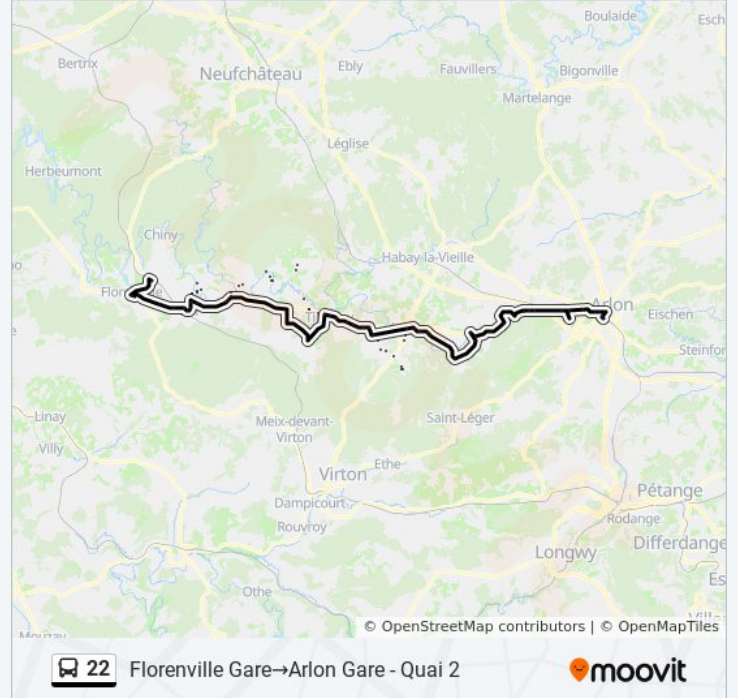 Boulaide
Esch
Bertrix
Neufchâteau
Ebly
Fauvillers
Bigonville
Martelange
Léglise
Herbeumont
Chiny
Habay-la-Vieille
Arlon
Eischen
Steinfor
Linay
Villy
Meix-devant-
Virton
Saint-Léger
Ethe
Virton
Dampicourt
Rouvroy
Pétange
Rodange
Differdange
Longwy
Othe
© OpenStreetMap contributors | © OpenMapTiles
22 Florenville Gare→Arlon Gare - Quai 2
moovit